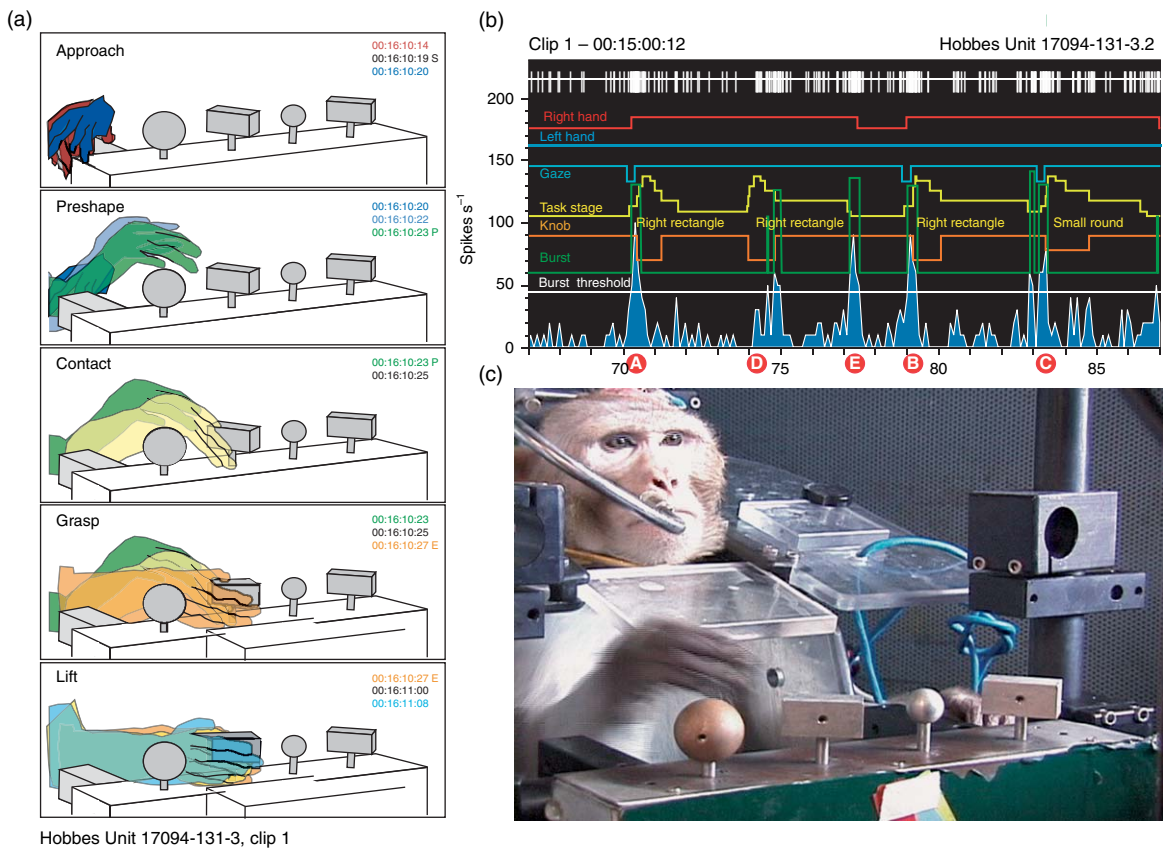 (a)
Approach
00:16:10:14
00:16:10:19 S
00:16:10:20
Preshape
00:16:10:20
00:16:10:22
00:16:10:23 P
Contact
00:16:10:23 P
00:16:10:25
Grasp
00:16:10:23
00:16:10:25
00:16:10:27 E
Lift
00:16:10:27 E
00:16:11:00
00:16:11:08
Hobbes Unit 17094-131-3, clip 1
(b)
Clip 1 – 00:15:00:12 Hobbes Unit 17094-131-3.2
Spikes s⁻¹
200
150
100
50
0
Right hand
Left hand
Gaze
Task stage
Knob
Right rectangle Right rectangle Right rectangle Small round
Burst
Burst threshold
70 75 80 85
A D E B C
(c)